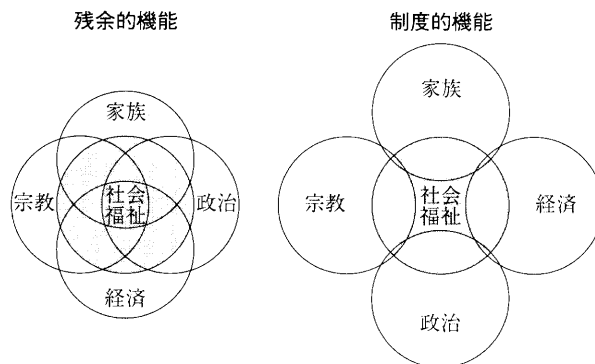 残余的機能
家族
宗教
社会
福祉
政治
経済
制度的機能
家族
宗教
社会
福祉
経済
政治